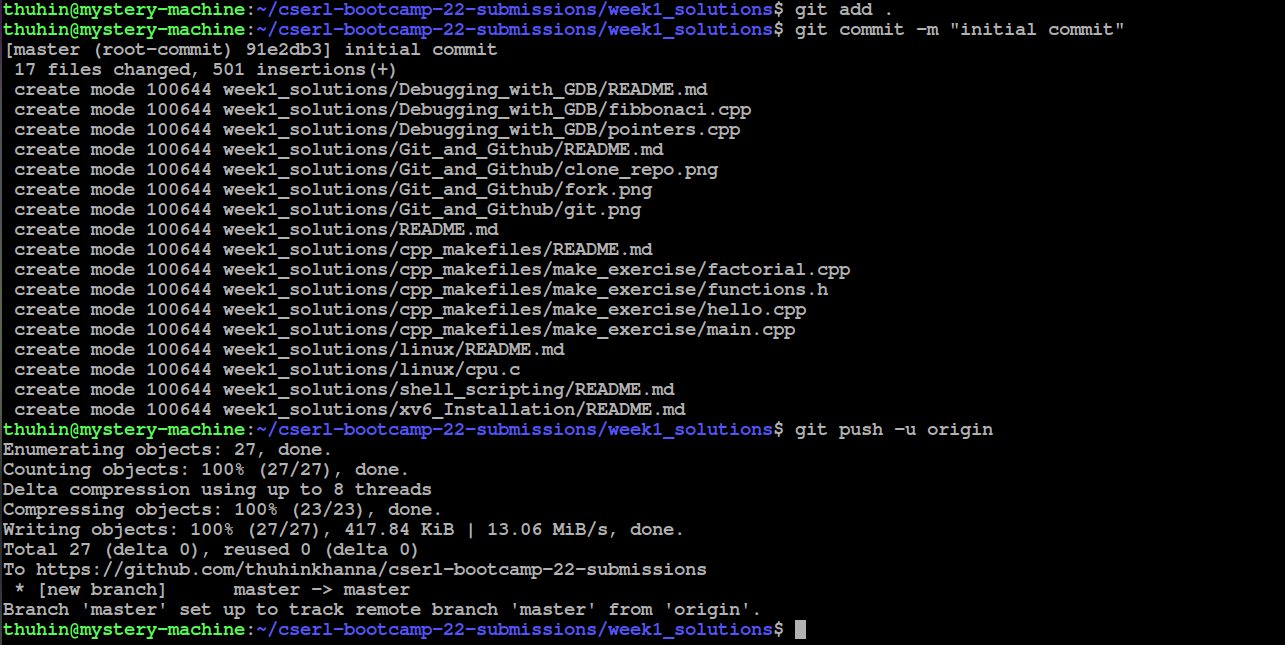 thuhin@mystery-machine:~/cserl-bootcamp-22-submissions/week1_solutions$ git add .
thuhin@mystery-machine:~/cserl-bootcamp-22-submissions/week1_solutions$ git commit -m "initial commit"
[master (root-commit) 91e2db3] initial commit
 17 files changed, 501 insertions(+)
 create mode 100644 week1_solutions/Debugging_with_GDB/README.md
 create mode 100644 week1_solutions/Debugging_with_GDB/fibbonaci.cpp
 create mode 100644 week1_solutions/Debugging_with_GDB/pointers.cpp
 create mode 100644 week1_solutions/Git_and_Github/README.md
 create mode 100644 week1_solutions/Git_and_Github/clone_repo.png
 create mode 100644 week1_solutions/Git_and_Github/fork.png
 create mode 100644 week1_solutions/Git_and_Github/git.png
 create mode 100644 week1_solutions/README.md
 create mode 100644 week1_solutions/cpp_makefiles/README.md
 create mode 100644 week1_solutions/cpp_makefiles/make_exercise/factorial.cpp
 create mode 100644 week1_solutions/cpp_makefiles/make_exercise/functions.h
 create mode 100644 week1_solutions/cpp_makefiles/make_exercise/hello.cpp
 create mode 100644 week1_solutions/cpp_makefiles/make_exercise/main.cpp
 create mode 100644 week1_solutions/linux/README.md
 create mode 100644 week1_solutions/linux/cpu.c
 create mode 100644 week1_solutions/shell_scripting/README.md
 create mode 100644 week1_solutions/xv6_Installation/README.md
thuhin@mystery-machine:~/cserl-bootcamp-22-submissions/week1_solutions$ git push -u origin
Enumerating objects: 27, done.
Counting objects: 100% (27/27), done.
Delta compression using up to 8 threads
Compressing objects: 100% (23/23), done.
Writing objects: 100% (27/27), 417.84 KiB | 13.06 MiB/s, done.
Total 27 (delta 0), reused 0 (delta 0)
To https://github.com/thuhinkhanna/cserl-bootcamp-22-submissions
 * [new branch]      master -> master
Branch 'master' set up to track remote branch 'master' from 'origin'.
thuhin@mystery-machine:~/cserl-bootcamp-22-submissions/week1_solutions$